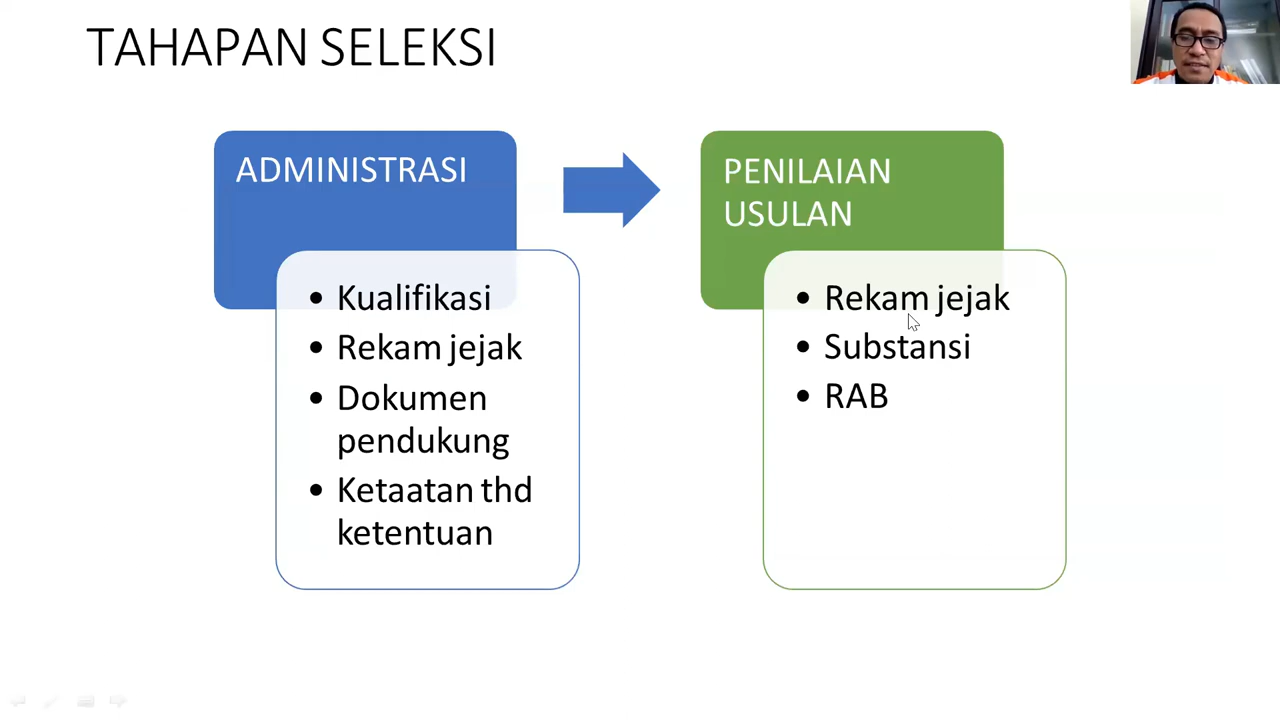 TAHAPAN SELEKSI
ADMINISTRASI
• Kualifikasi
• Rekam jejak
• Dokumen
pendukung
• Ketaatan thd
ketentuan
PENILAIAN
USULAN
• Rekam jejak
• Substansi
• RAB